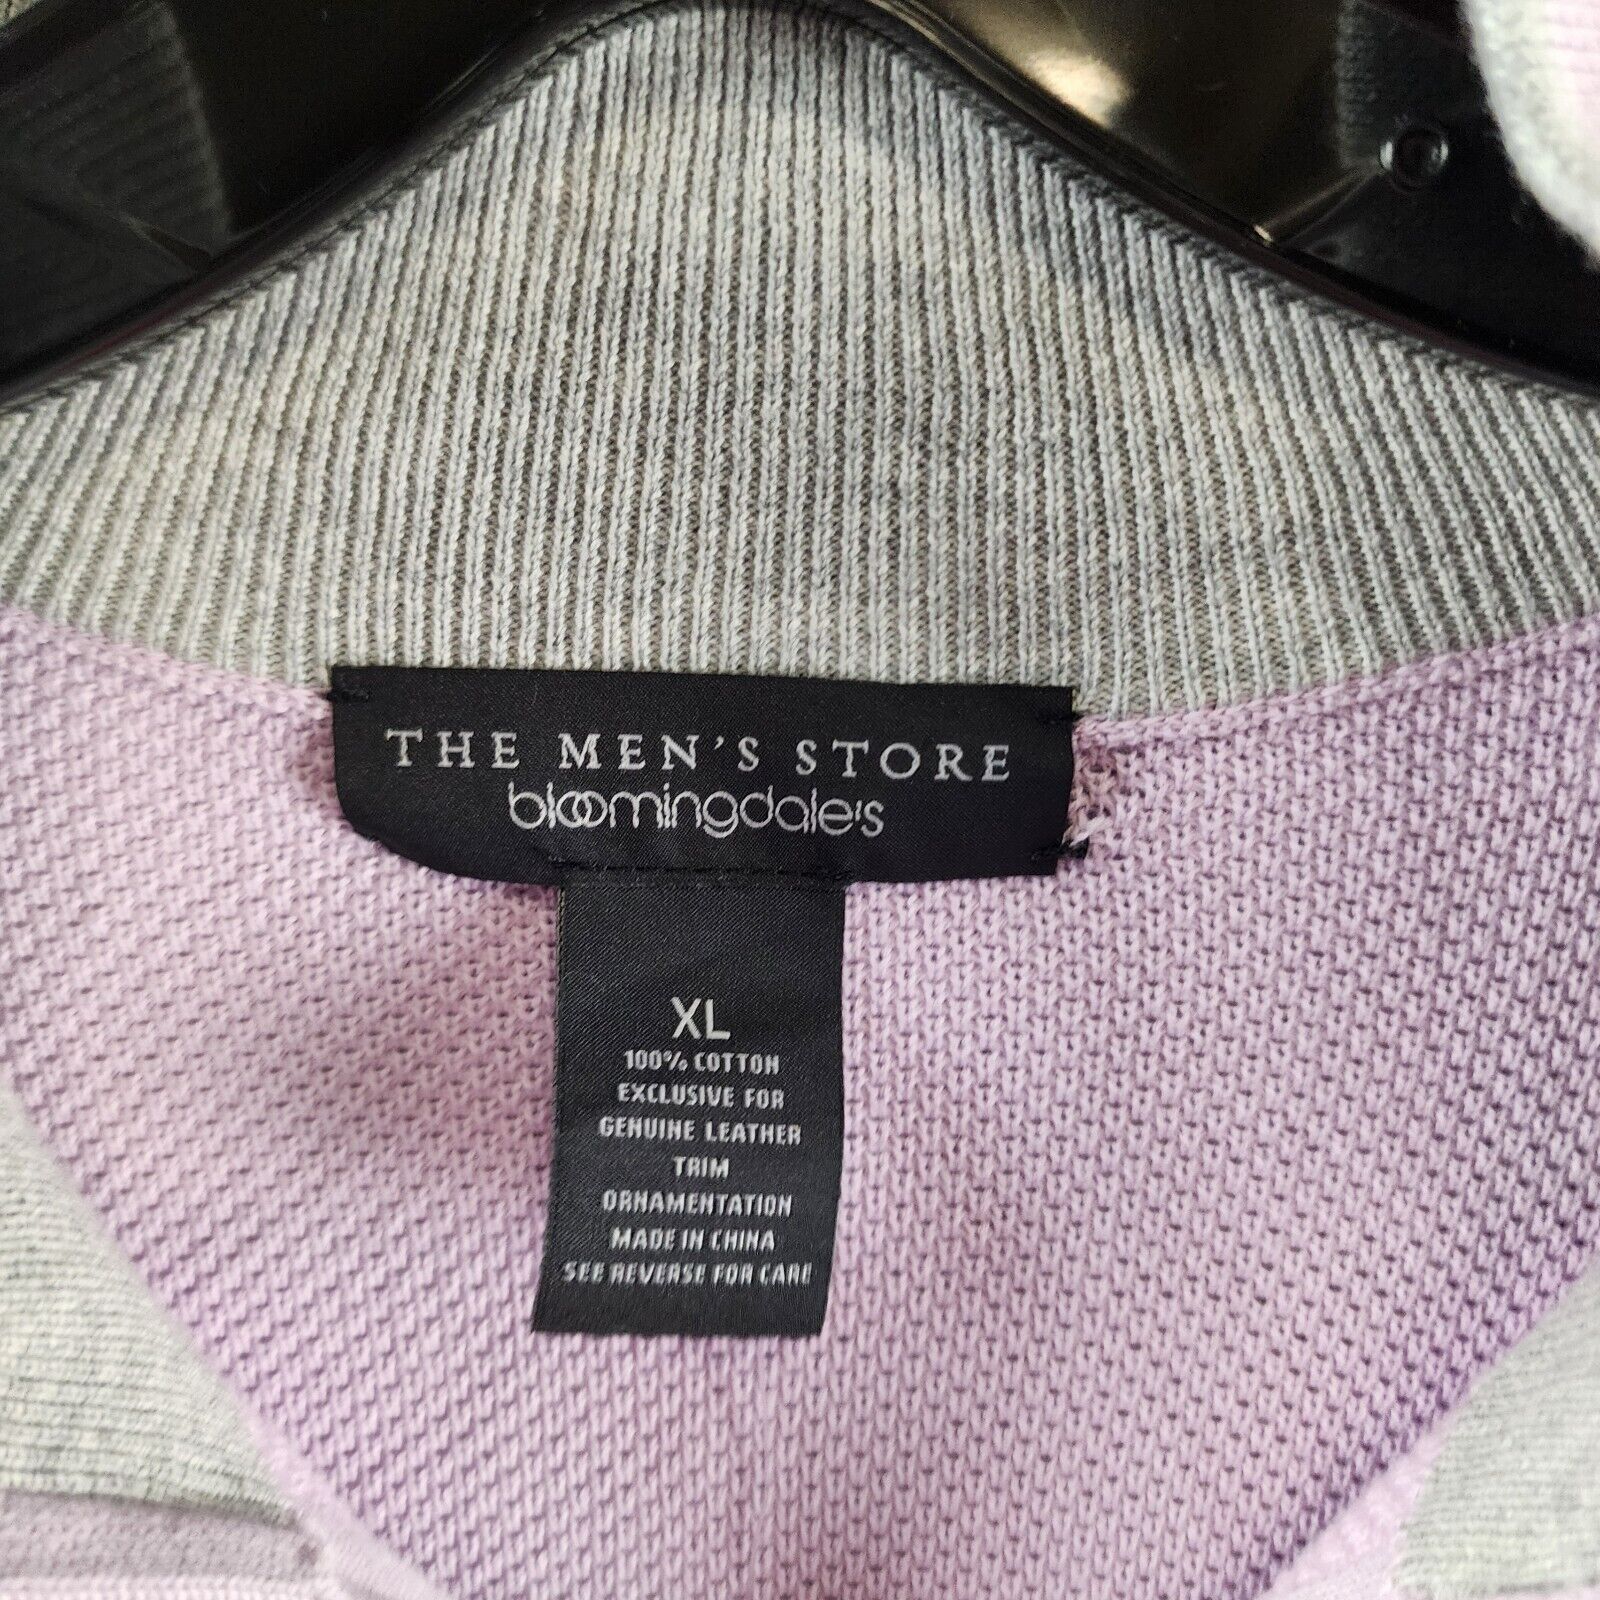 THE MEN'S STORE
bloomingdale's
XL
100% COTTON
EXCLUSIVE FOR
GENUINE LEATHER
TRIM
ORNAMENTATION
MADE IN CHINA
SEE REVERSE FOR CARE